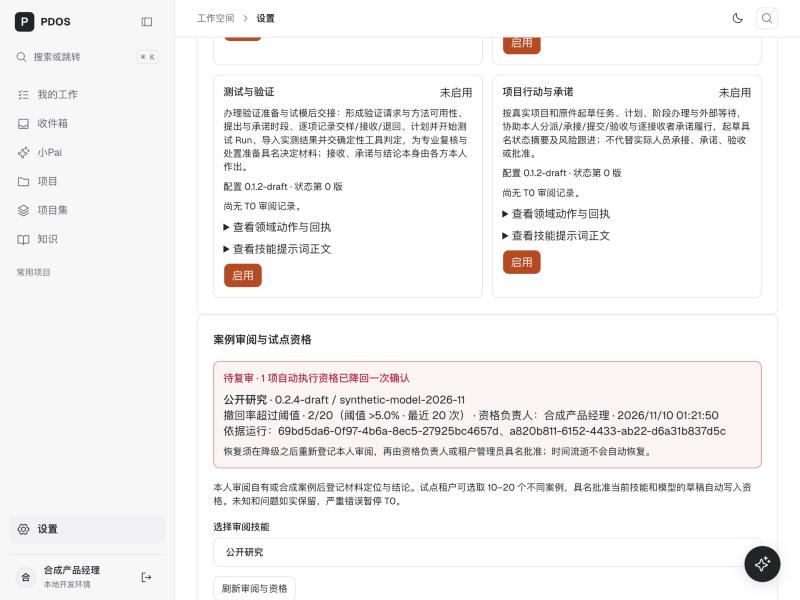 P PDOS
搜索或跳转
⌘ K
我的工作
收件箱
小Pai
项目
项目集
知识
常用项目
设置
合 合成产品经理
本地开发环境
工作空间 > 设置
启用
测试与验证 未启用
办理验证准备与试模后交接：形成验证请求与方法可用性、
提出与承诺时段、逐项记录交样/接收/退回、计划并开始测
试 Run、导入实测结果并交确定性工具判定，为专业复核与
处置准备具名决定材料；接收、承诺与结论本身由各方本人
作出。
配置 0.1.2-draft · 状态第 0 版
尚无 T0 审阅记录。
▶ 查看领域动作与回执
▶ 查看技能提示词正文
启用
项目行动与承诺 未启用
按真实项目和原件起草任务、计划、阶段办理与外部等待，
协助本人分派/承接/提交/验收与逐接收者承诺履行，起草具
名状态摘要及风险跟进；不代替实际人员承接、承诺、验收
或批准。
配置 0.1.2-draft · 状态第 0 版
尚无 T0 审阅记录。
▶ 查看领域动作与回执
▶ 查看技能提示词正文
启用
案例审阅与试点资格
待复审 · 1 项自动执行资格已降回一次确认
公开研究 · 0.2.4-draft / synthetic-model-2026-11
撤回率超过阈值 · 2/20（阈值 >5.0% · 最近 20 次） · 资格负责人：合成产品经理 · 2026/11/10 01:21:50
依据运行：69bd5da6-0f97-4b6a-8ec5-27925bc4657d、a820b811-6152-4433-ab22-d6a31b837d5c
恢复须在降级之后重新登记本人审阅，再由资格负责人或租户管理员具名批准；时间流逝不会自动恢复。
本人审阅自有或合成案例后登记材料定位与结论。试点租户可选取 10–20 个不同案例，具名批准当前技能和模型的草稿自动写入资
格。未知和问题如实保留，严重错误暂停 T0。
选择审阅技能
公开研究
刷新审阅与资格